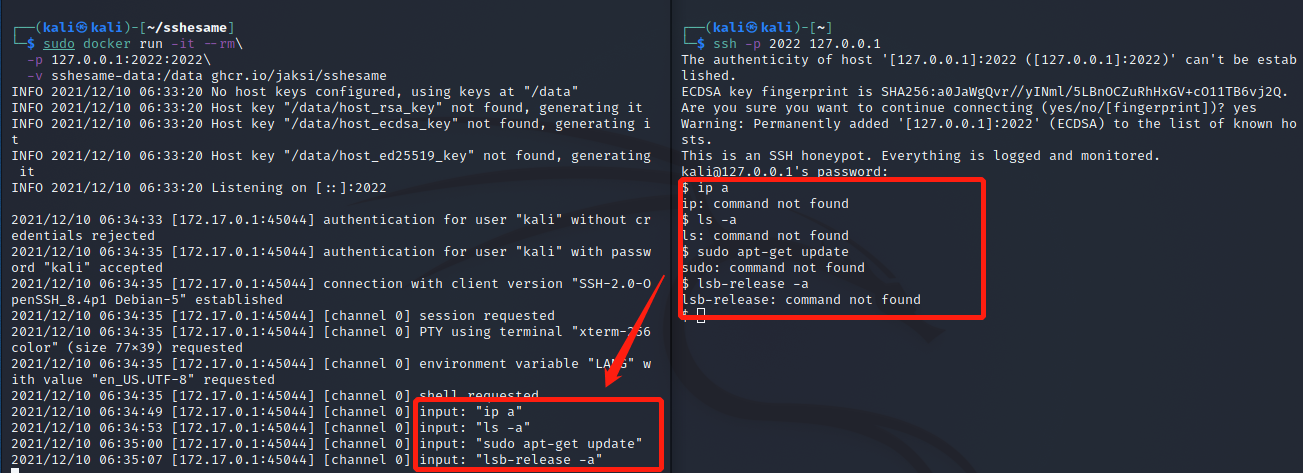 ┌──(kali㉿kali)-[~/sshesame]
└─$ sudo docker run -it --rm\
  -p 127.0.0.1:2022:2022\
  -v sshesame-data:/data ghcr.io/jaksi/sshesame
INFO 2021/12/10 06:33:20 No host keys configured, using keys at "/data"
INFO 2021/12/10 06:33:20 Host key "/data/host_rsa_key" not found, generating it
INFO 2021/12/10 06:33:20 Host key "/data/host_ecdsa_key" not found, generating i
t
INFO 2021/12/10 06:33:20 Host key "/data/host_ed25519_key" not found, generating
 it
INFO 2021/12/10 06:33:20 Listening on [::]:2022
2021/12/10 06:34:33 [172.17.0.1:45044] authentication for user "kali" without cr
edentials rejected
2021/12/10 06:34:35 [172.17.0.1:45044] authentication for user "kali" with passw
ord "kali" accepted
2021/12/10 06:34:35 [172.17.0.1:45044] connection with client version "SSH-2.0-O
penSSH_8.4p1 Debian-5" established
2021/12/10 06:34:35 [172.17.0.1:45044] [channel 0] session requested
2021/12/10 06:34:35 [172.17.0.1:45044] [channel 0] PTY using terminal "xterm-256
color" (size 77×39) requested
2021/12/10 06:34:35 [172.17.0.1:45044] [channel 0] environment variable "LANG" w
ith value "en_US.UTF-8" requested
2021/12/10 06:34:35 [172.17.0.1:45044] [channel 0] shell requested
2021/12/10 06:34:49 [172.17.0.1:45044] [channel 0] input: "ip a"
2021/12/10 06:34:53 [172.17.0.1:45044] [channel 0] input: "ls -a"
2021/12/10 06:35:00 [172.17.0.1:45044] [channel 0] input: "sudo apt-get update"
2021/12/10 06:35:07 [172.17.0.1:45044] [channel 0] input: "lsb-release -a"
┌──(kali㉿kali)-[~]
└─$ ssh -p 2022 127.0.0.1
The authenticity of host '[127.0.0.1]:2022 ([127.0.0.1]:2022)' can't be estab
lished.
ECDSA key fingerprint is SHA256:a0JaWgQvr//yINml/5LBnOCZuRhHxGV+cO11TB6vj2Q.
Are you sure you want to continue connecting (yes/no/[fingerprint])? yes
Warning: Permanently added '[127.0.0.1]:2022' (ECDSA) to the list of known ho
sts.
This is an SSH honeypot. Everything is logged and monitored.
kali@127.0.0.1's password:
$ ip a
ip: command not found
$ ls -a
ls: command not found
$ sudo apt-get update
sudo: command not found
$ lsb-release -a
lsb-release: command not found
$